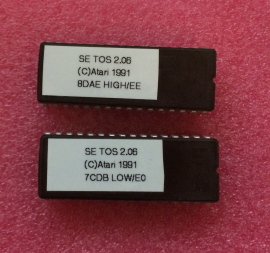 SE TOS 2.06
(C)Atari 1991
8DAE HIGH/EE
SE TOS 2.06
(C)Atari 1991
7CDB LOW/E0